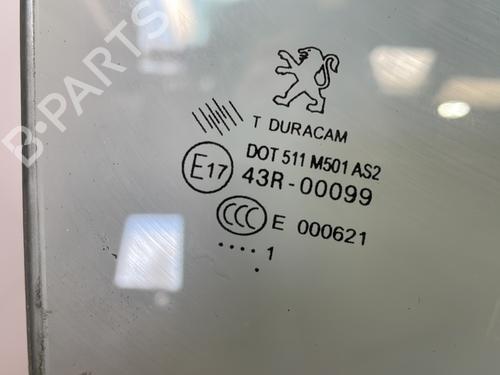 B-PARTS
T DURACAM
DOT 511 M501 AS2
E17 43R-00099
CCC E 000621
.... 1
.